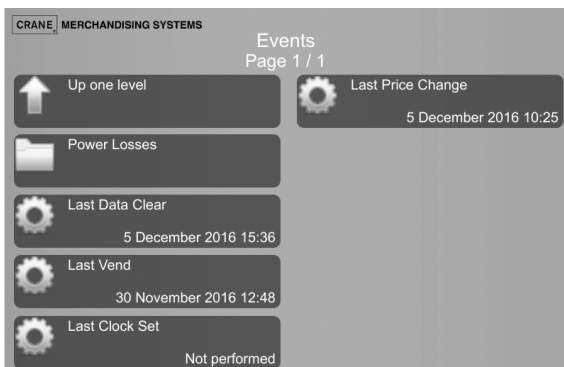 CRANE® MERCHANDISING SYSTEMS
Events
Page 1 / 1
Up one level
Power Losses
Last Data Clear
5 December 2016 15:36
Last Vend
30 November 2016 12:48
Last Clock Set
Not performed
Last Price Change
5 December 2016 10:25